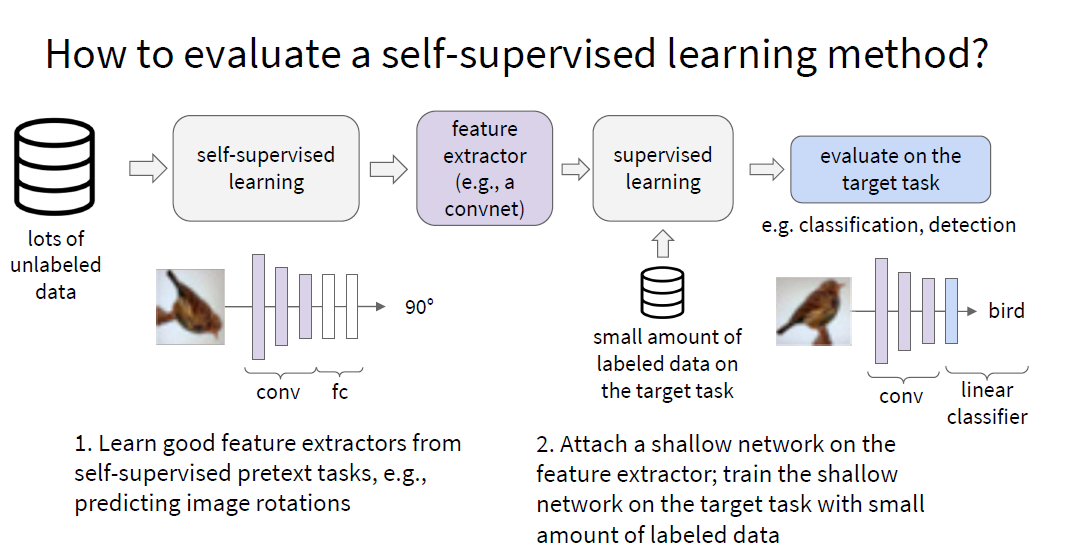 How to evaluate a self-supervised learning method?
self-supervised
learning
feature
extractor
(e.g., a
convnet)
supervised
learning
evaluate on the
target task
e.g. classification, detection
lots of
unlabeled
data
90°
conv
fc
small amount of
labeled data on
the target task
bird
conv
linear
classifier
1. Learn good feature extractors from
self-supervised pretext tasks, e.g.,
predicting image rotations
2. Attach a shallow network on the
feature extractor; train the shallow
network on the target task with small
amount of labeled data